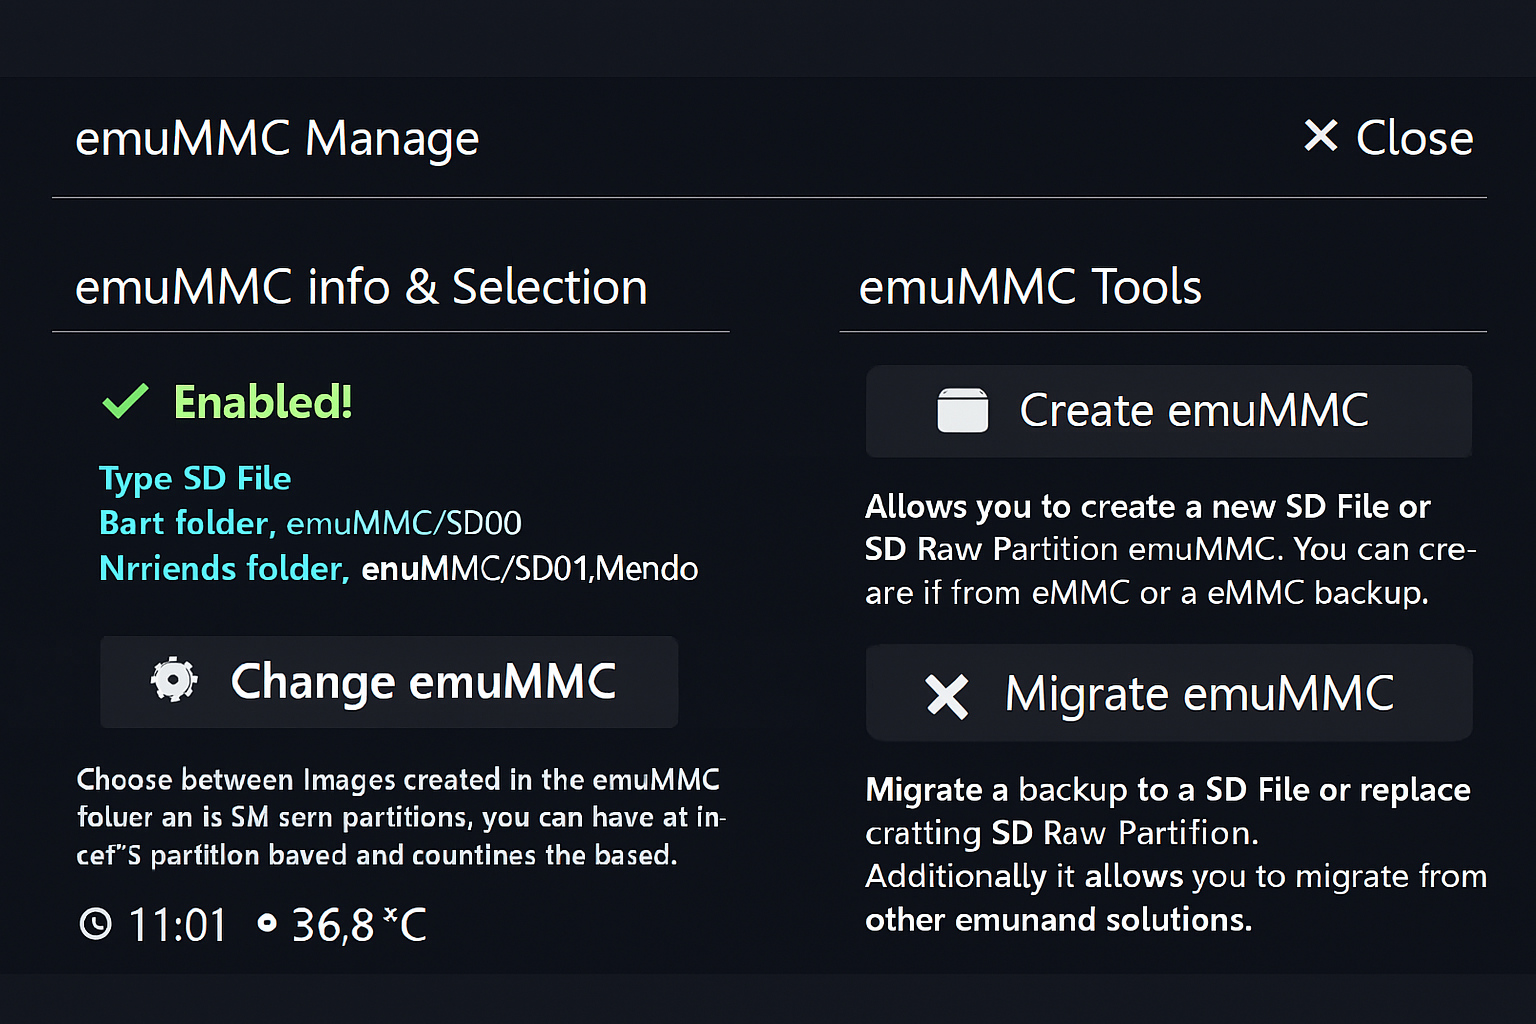 emuMMC Manage
Close
emuMMC info & Selection
Enabled!
Type SD File
Bart folder, emuMMC/SD00
Nrriends folder, enuMMC/SD01,Mendo
Change emuMMC
Choose between Images created in the emuMMC
foluer an is SM sern partitions, you can have at in-
cef"S partitlon baved and countines the based.
11:01 36,8 °C
emuMMC Tools
Create emuMMC
Allows you to create a new SD File or
SD Raw Partition emuMMC. You can cre-
are if from eMMC or a eMMC backup.
Migrate emuMMC
Migrate a backup to a SD File or replace
cratting SD Raw Partifion.
Additionally it allows you to migrate from
other emunand solutions.